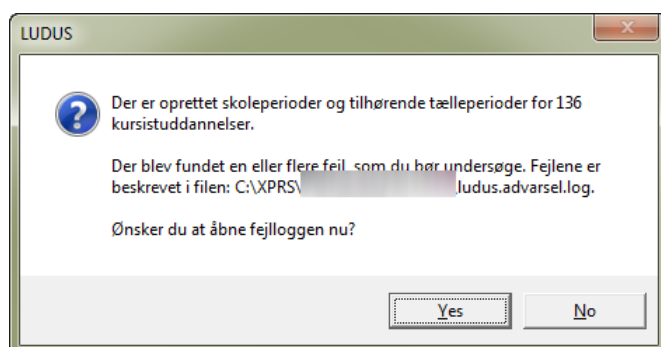 LUDUS
Der er oprettet skoleperioder og tilhørende tælleperioder for 136
kursistuddannelser.
Der blev fundet en eller flere fejl, som du bør undersøge. Fejlene er
beskrevet i filen: C:\XPRS\ ludus.advarsel.log.
Ønsker du at åbne fejlloggen nu?
Yes
No